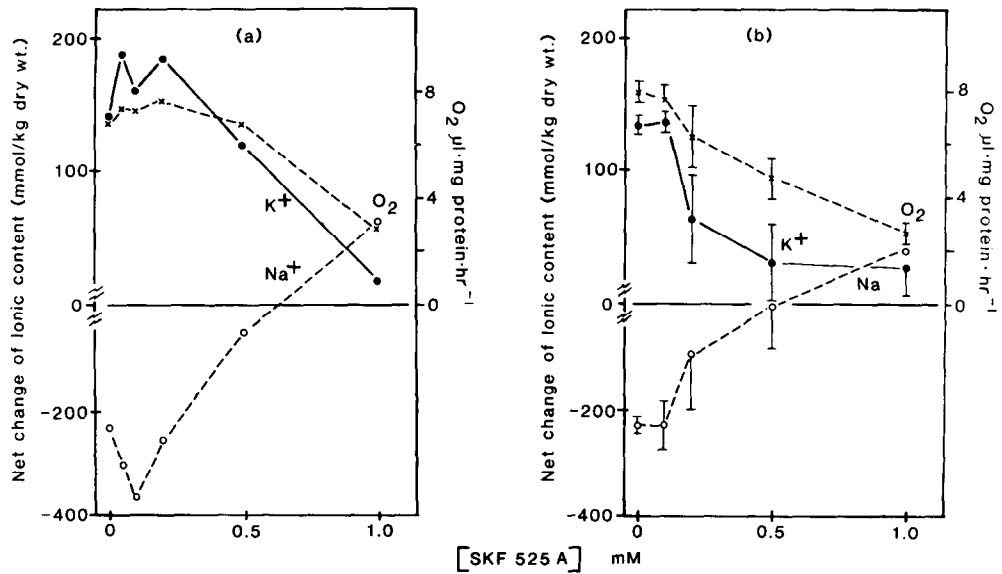 (a)
Net change of Ionic content (mmol/kg dry wt.)
200
100
0
-200
-400
8
4
0
O₂ μl·mg protein·hr⁻¹
K+
Na+
O₂
0
0.5
1.0
(b)
Net change of Ionic content (mmol/kg dry wt.)
200
100
0
-200
-400
8
4
2
0
O₂ μl·mg protein · hr⁻¹
O₂
K+
Na
0
0.5
1.0
[SKF 525 A] mM